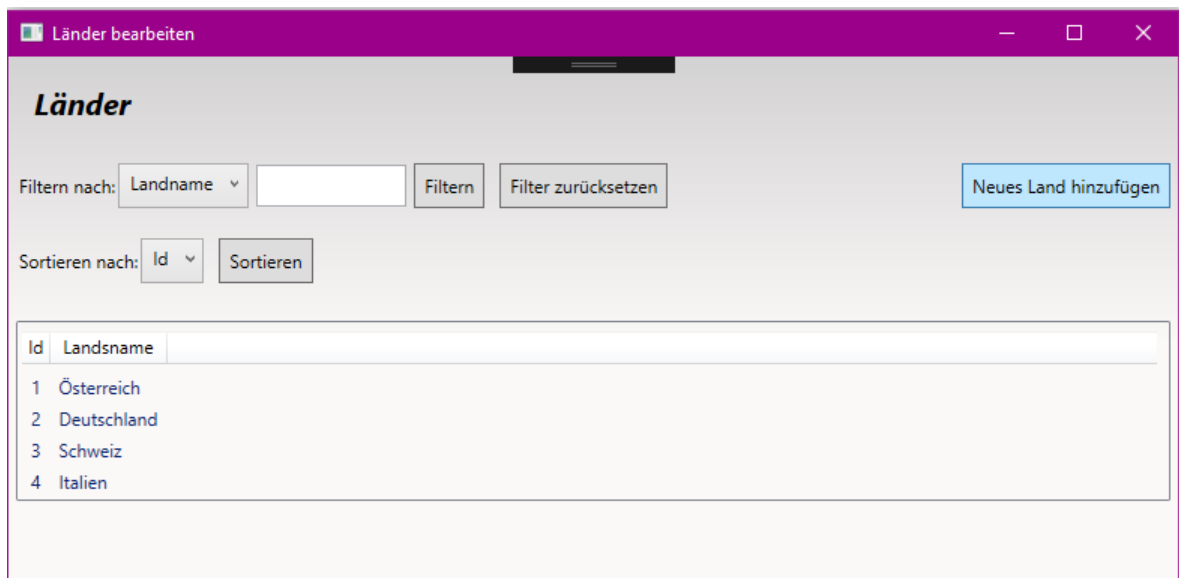 Länder bearbeiten
Länder
Filtern nach: Landname Filtern Filter zurücksetzen Neues Land hinzufügen
Sortieren nach: Id Sortieren
Id Landsname
1 Österreich
2 Deutschland
3 Schweiz
4 Italien